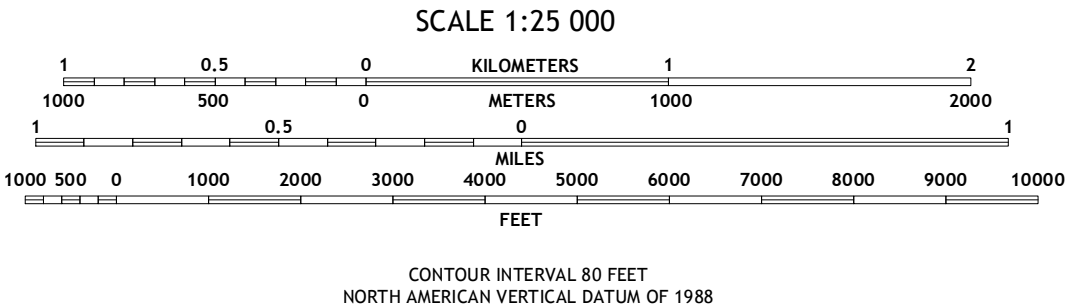 SCALE 1:25 000
1 0.5 0 KILOMETERS 1 2
1000 500 0 METERS 1000 2000
1 0.5 0 1
MILES
1000 500 0 1000 2000 3000 4000 5000 6000 7000 8000 9000 10000
FEET
CONTOUR INTERVAL 80 FEET
NORTH AMERICAN VERTICAL DATUM OF 1988